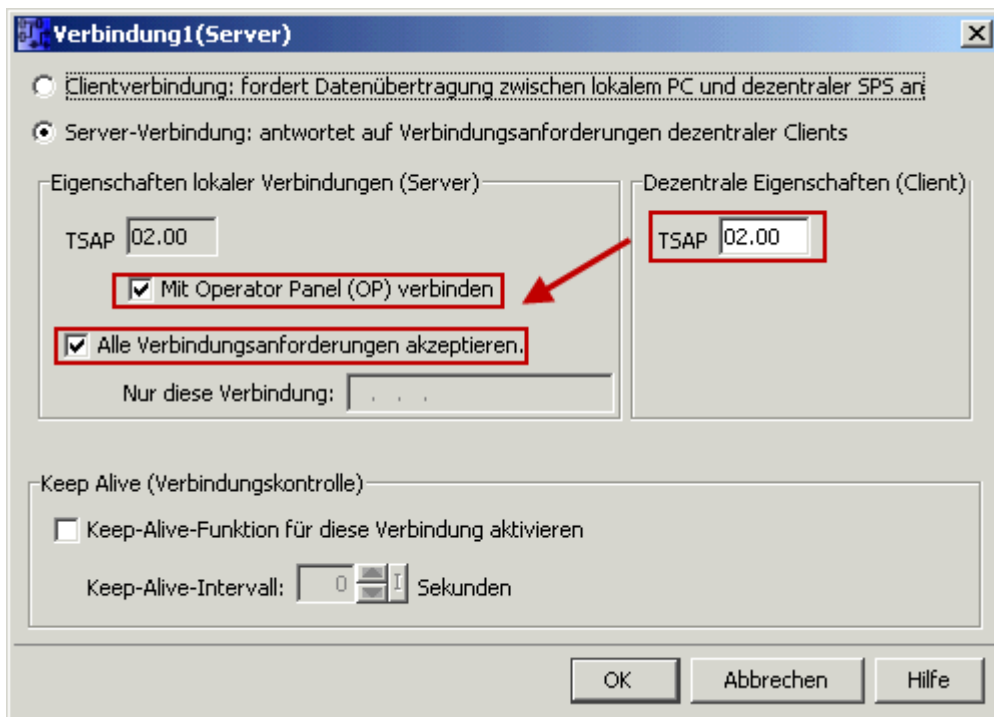 Verbindung1(Server)
Clientverbindung: fordert Datenübertragung zwischen lokalem PC und dezentraler SPS an
Server-Verbindung: antwortet auf Verbindungsanforderungen dezentraler Clients
Eigenschaften lokaler Verbindungen (Server)
TSAP 02.00
Mit Operator Panel (OP) verbinden
Alle Verbindungsanforderungen akzeptieren.
Nur diese Verbindung: . . .
Dezentrale Eigenschaften (Client)
TSAP 02.00
Keep Alive (Verbindungskontrolle)
Keep-Alive-Funktion für diese Verbindung aktivieren
Keep-Alive-Intervall: 0 Sekunden
OK Abbrechen Hilfe